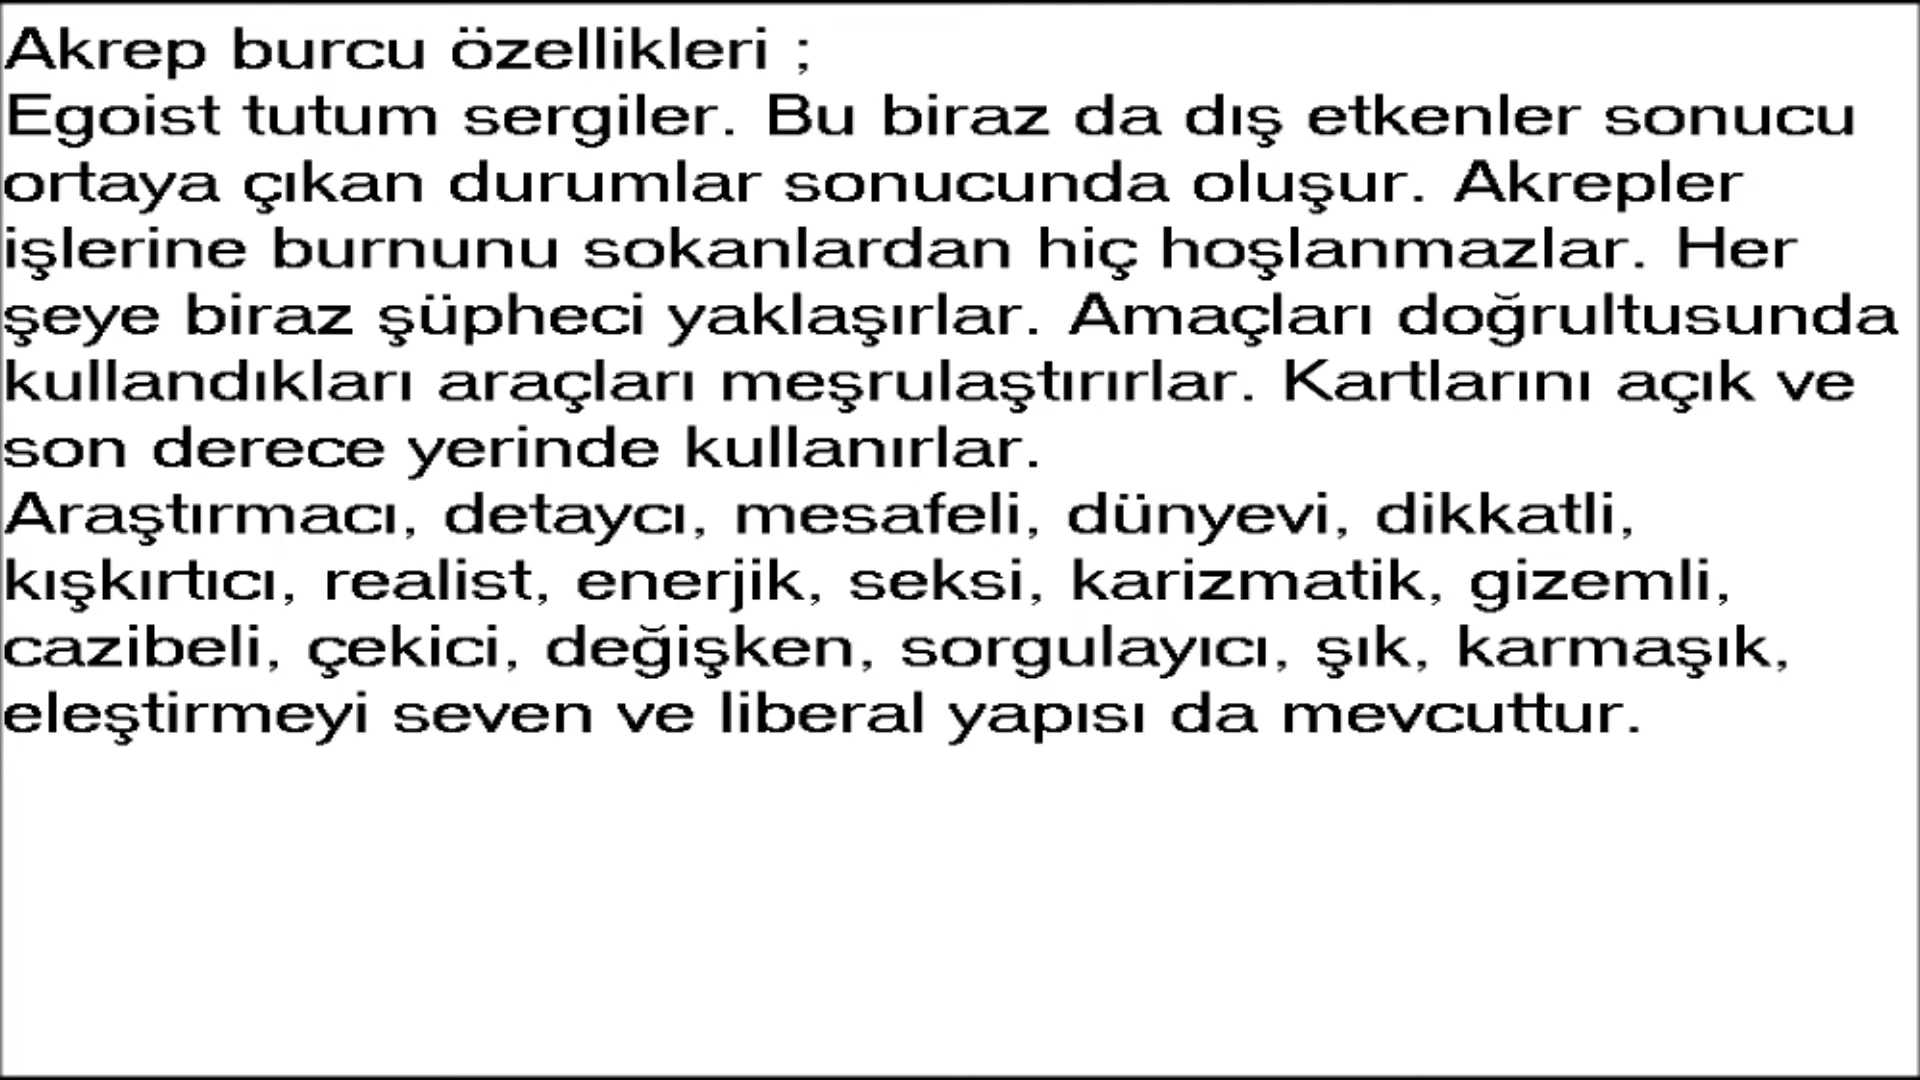 Akrep burcu özellikleri ;
Egoist tutum sergiler. Bu biraz da dış etkenler sonucu
ortaya çıkan durumlar sonucunda oluşur. Akrepler
işlerine burnunu sokanlardan hiç hoşlanmazlar. Her
şeye biraz şüpheci yaklaşırlar. Amaçları doğrultusunda
kullandıkları araçları meşrulaştırırlar. Kartlarını açık ve
son derece yerinde kullanırlar.
Araştırmacı, detaycı, mesafeli, dünyevi, dikkatli,
kışkırtıcı, realist, enerjik, seksi, karizmatik, gizemli,
cazibeli, çekici, değişken, sorgulayıcı, şık, karmaşık,
eleştirmeyi seven ve liberal yapısı da mevcuttur.